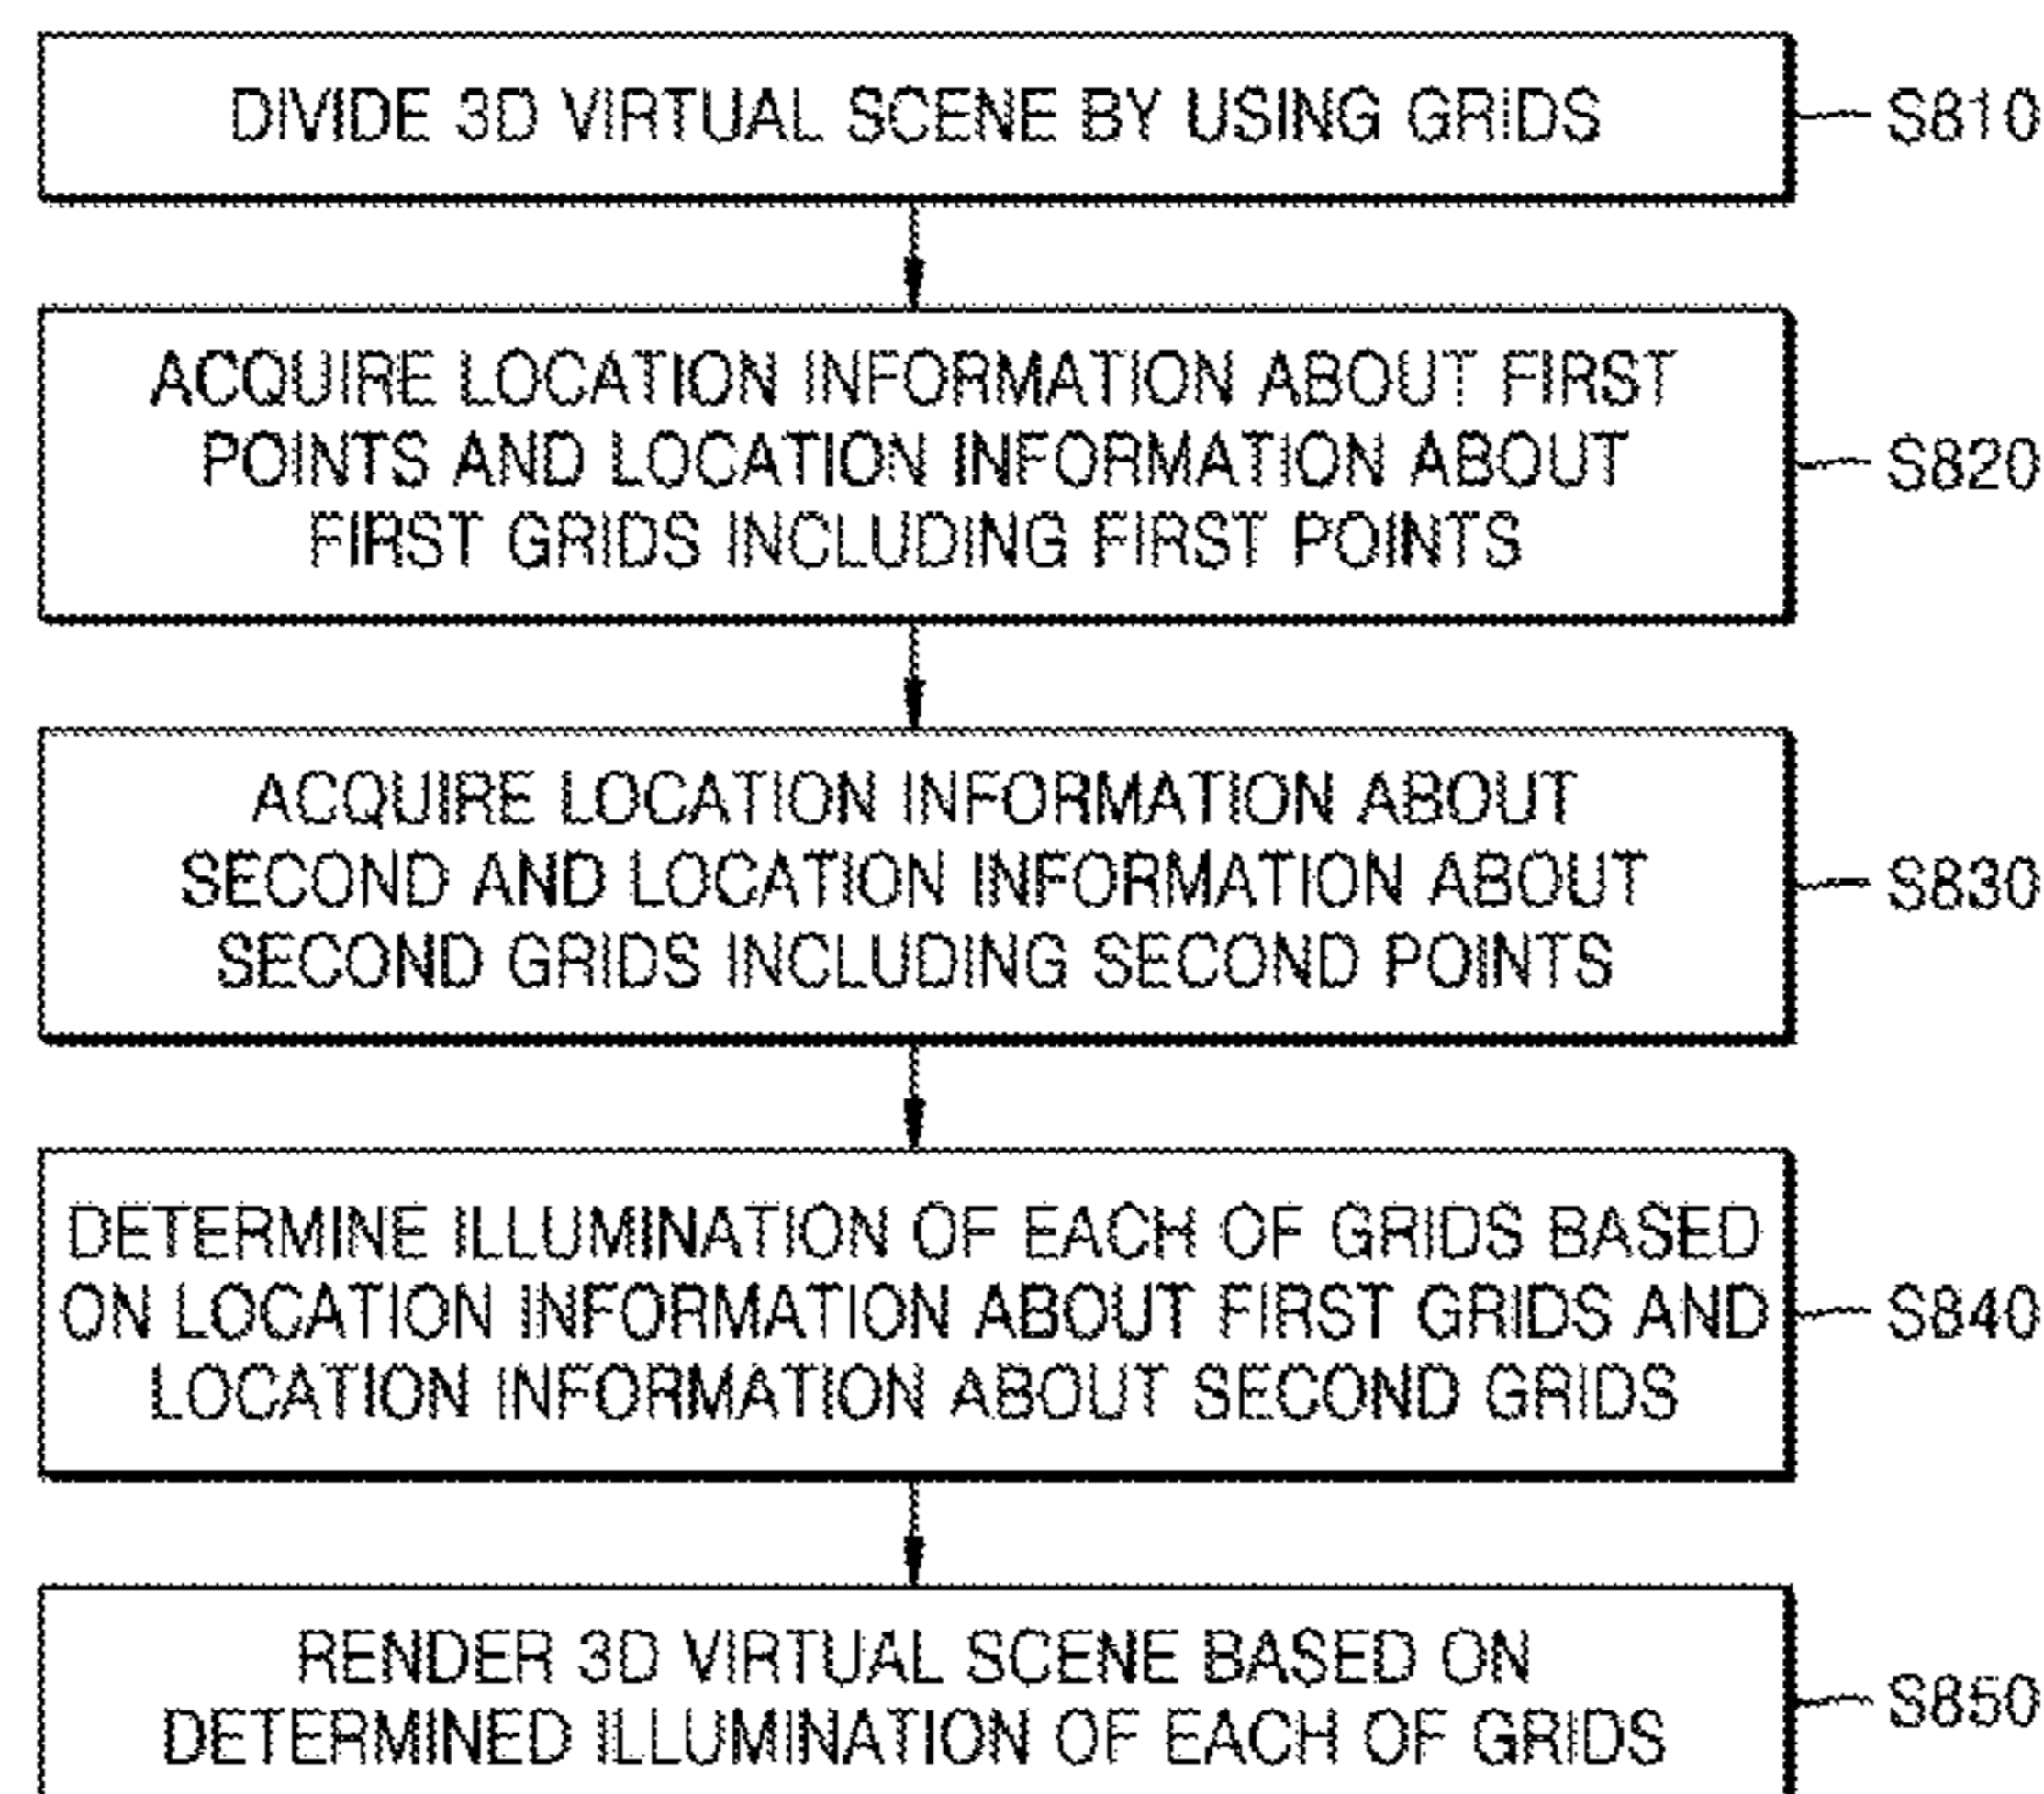 DIVIDE 3D VIRTUAL SCENE BY USING GRIDS
S810
ACQUIRE LOCATION INFORMATION ABOUT FIRST
POINTS AND LOCATION INFORMATION ABOUT
FIRST GRIDS INCLUDING FIRST POINTS
S820
ACQUIRE LOCATION INFORMATION ABOUT
SECOND AND LOCATION INFORMATION ABOUT
SECOND GRIDS INCLUDING SECOND POINTS
S830
DETERMINE ILLUMINATION OF EACH OF GRIDS BASED
ON LOCATION INFORMATION ABOUT FIRST GRIDS AND
LOCATION INFORMATION ABOUT SECOND GRIDS
S840
RENDER 3D VIRTUAL SCENE BASED ON
DETERMINED ILLUMINATION OF EACH OF GRIDS
S850